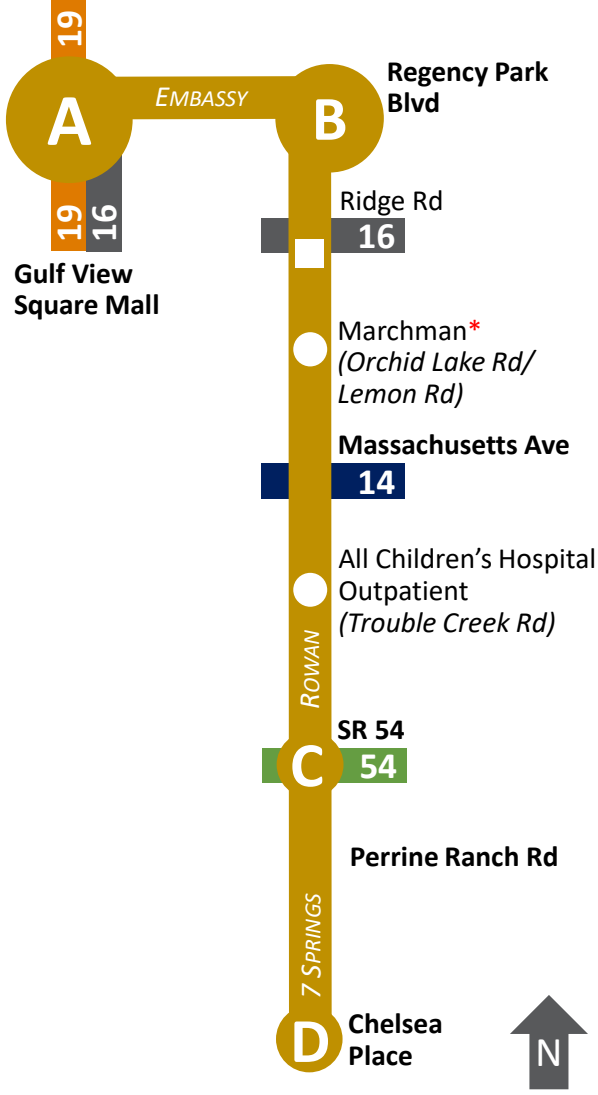 19
A
EMBASSY
B
Regency Park
Blvd
19
16
Gulf View
Square Mall
Ridge Rd
16
Marchman*
(Orchid Lake Rd/
Lemon Rd)
Massachusetts Ave
14
All Children’s Hospital
Outpatient
(Trouble Creek Rd)
ROWAN
SR 54
C
54
Perrine Ranch Rd
7 SPRINGS
D
Chelsea
Place
N